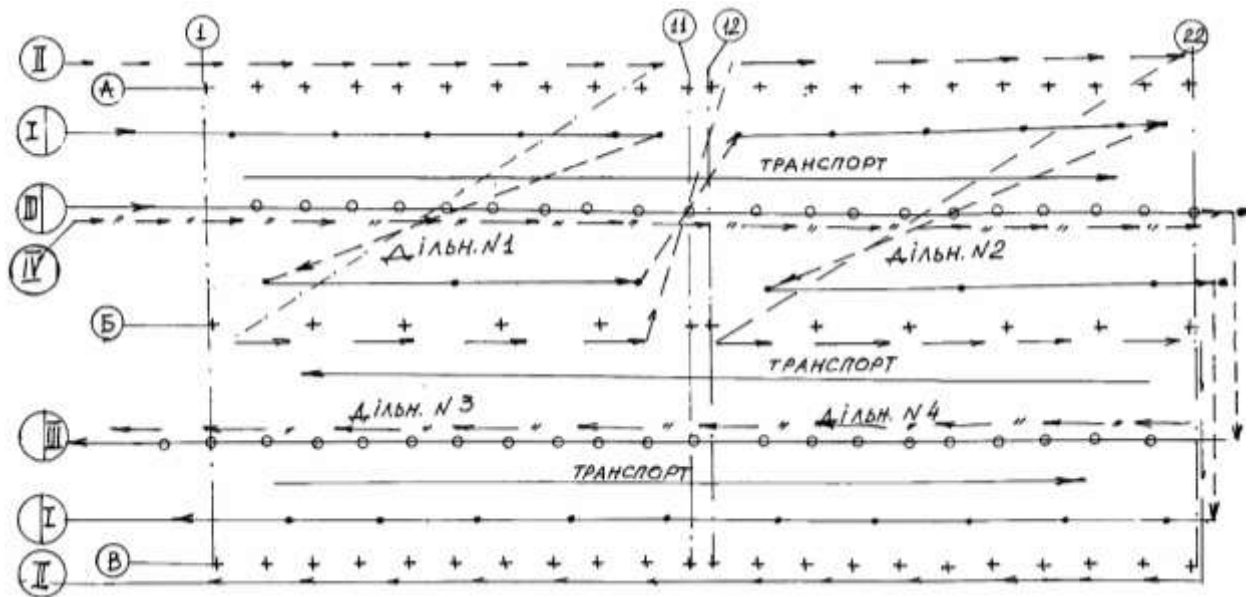 1 11 12 22
II
А
I
ТРАНСПОРТ
III
IV
Дільн. N1 Дільн. N2
Б
ТРАНСПОРТ
Дільн. N3 Дільн. N4
III
ТРАНСПОРТ
I
В
II